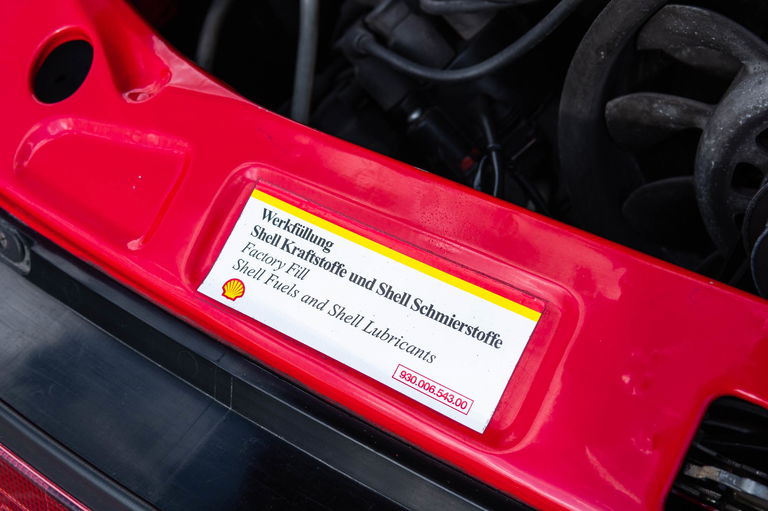 Werkfüllung
Shell Kraftstoffe und Shell Schmierstoffe
Factory Fill
Shell Fuels and Shell Lubricants
930.006.543.00